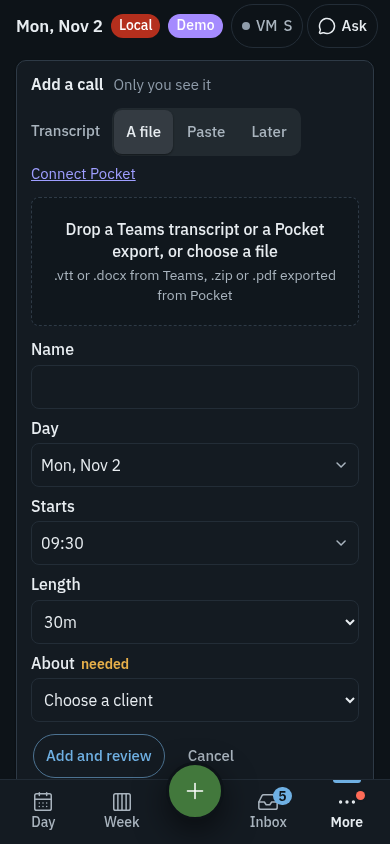 Mon, Nov 2 Local Demo VM S Ask
Add a call Only you see it
Transcript A file Paste Later
Connect Pocket
Drop a Teams transcript or a Pocket
export, or choose a file
.vtt or .docx from Teams, .zip or .pdf exported
from Pocket
Name
Day
Mon, Nov 2
Starts
09:30
Length
30m
About needed
Choose a client
Add and review Cancel
5
Day Week Inbox More